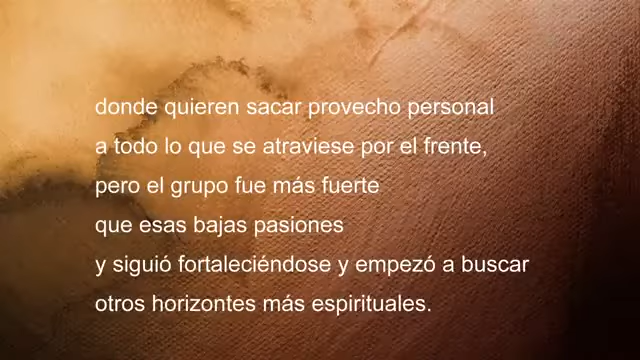 donde quieren sacar provecho personal
a todo lo que se atraviese por el frente,
pero el grupo fue más fuerte
que esas bajas pasiones
y siguió fortaleciéndose y empezó a buscar
otros horizontes más espirituales.